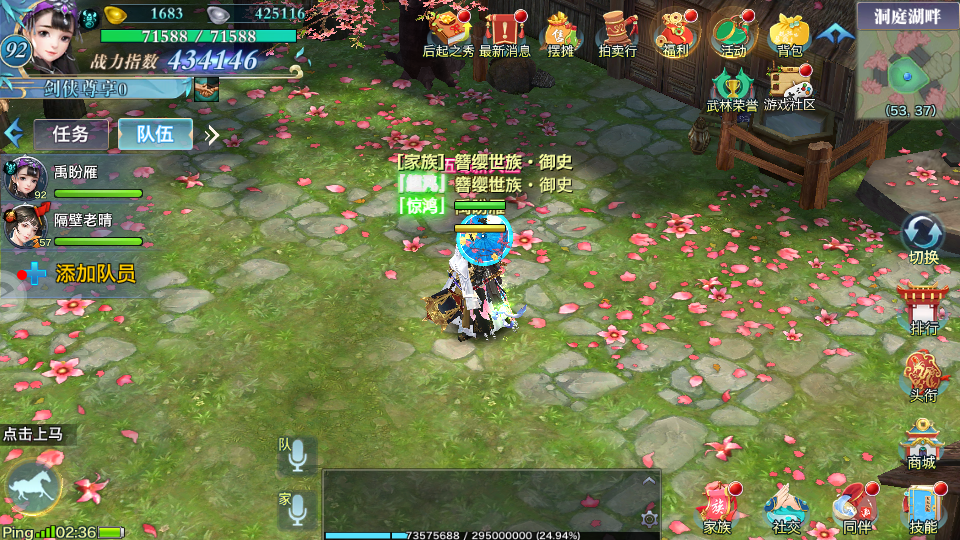 1683
425116
71588 / 71588
92
战力指数 434146
剑侠尊享0
后起之秀
最新消息
摆摊
拍卖行
福利
活动
背包
洞庭湖畔
武林荣誉
游戏社区
(53, 37)
任务
队伍
禹盼雁
92
隔壁老晴
57
添加队员
[家族] 簪缨世族·御史
簪缨世族·御史
「惊鸿」
切换
排行
头衔
商城
点击上马
队
家
家族
社交
同伴
技能
Ping
02:36
73575688 / 295000000 (24.94%)